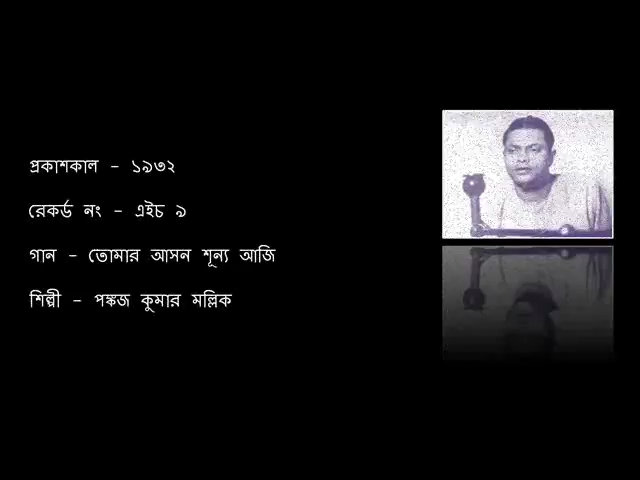 প্রকাশকাল - ১৯৩২
রেকর্ড নং - এইচ ৯
গান - তোমার আসন শূন্য আজি
শিল্পী - পঙ্কজ কুমার মল্লিক